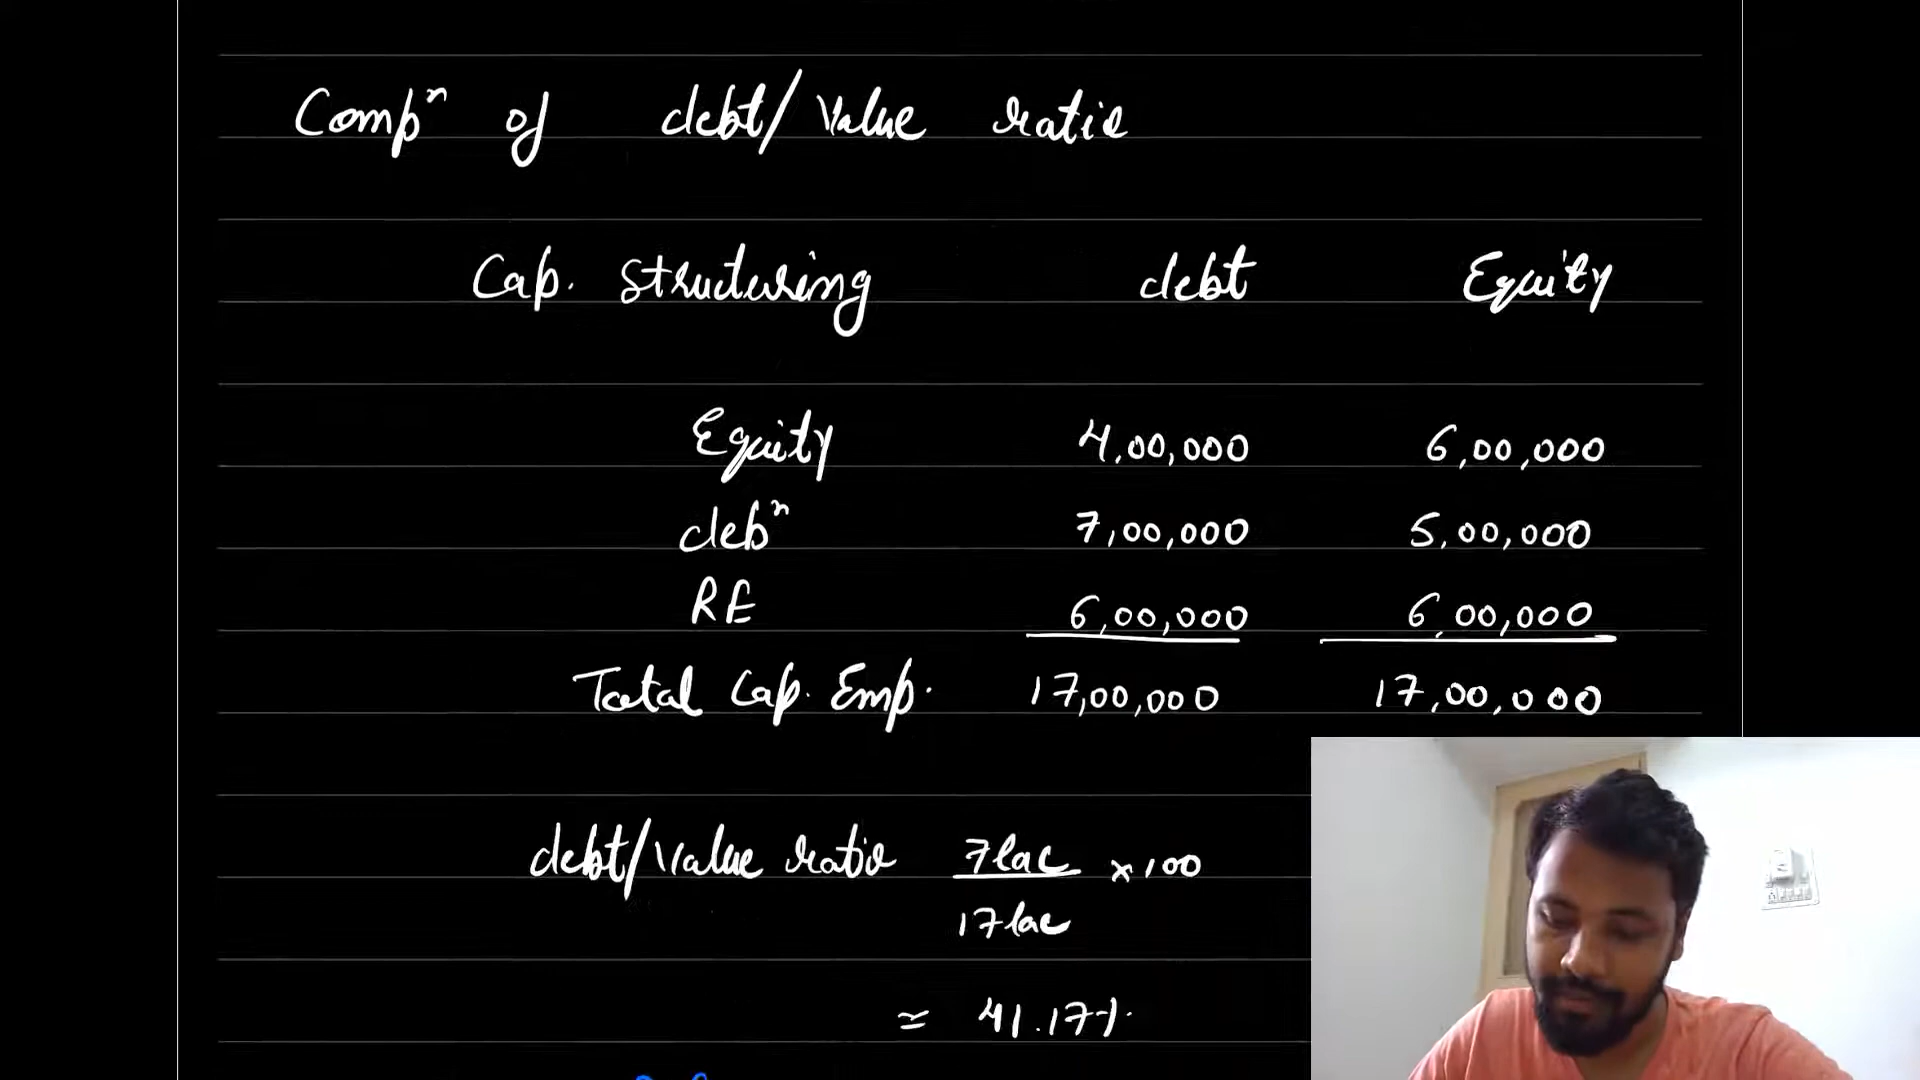 Compⁿ of debt/Value ratio
Cap. Structuring debt Equity
Equity 4,00,000 6,00,000
debⁿ 7,00,000 5,00,000
RE 6,00,000 6,00,000
Total Cap. Emp. 17,00,000 17,00,000
debt/Value ratio 7lac/17lac × 100
≃ 41.17%